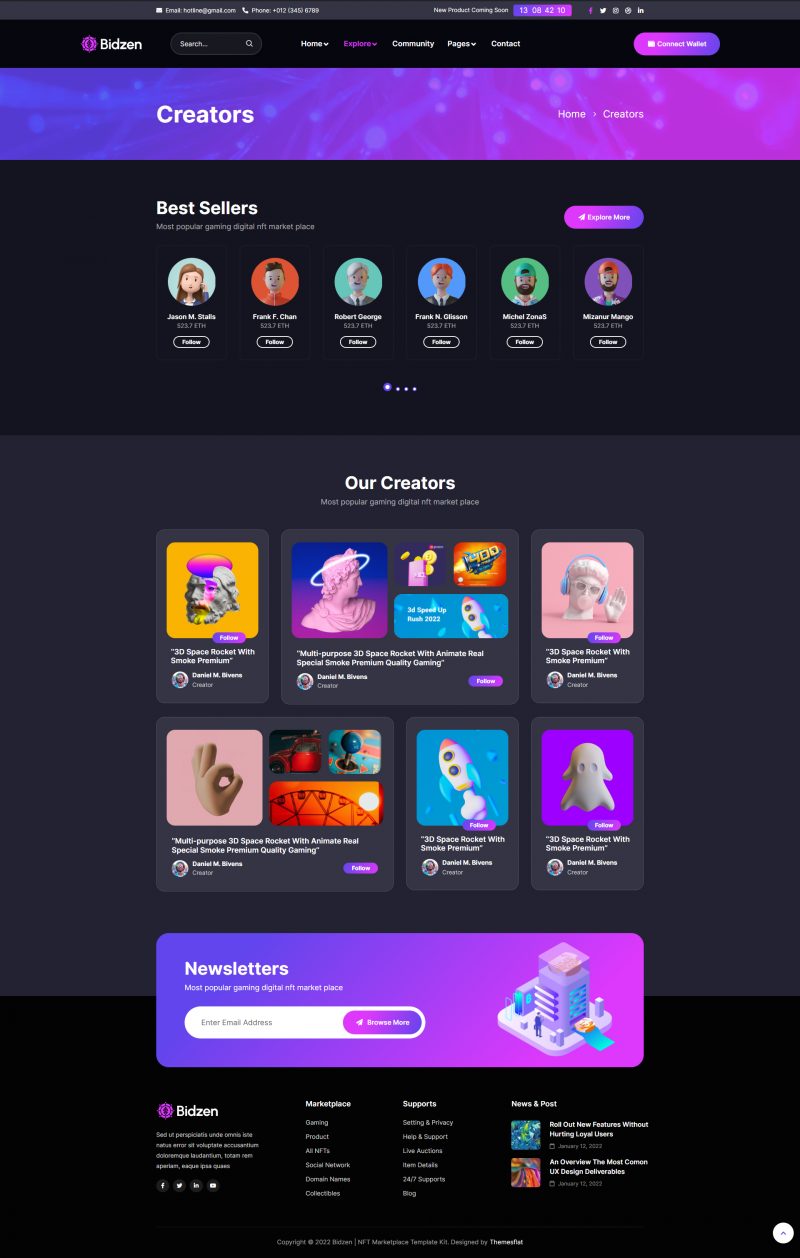 Email: hotline@gmail.com Phone: +012 (345) 6789 New Product Coming Soon 13 08 42 10
Bidzen Search... Home Explore Community Pages Contact Connect Wallet
Creators Home › Creators
Best Sellers
Most popular gaming digital nft market place
Explore More
Jason M. Stalls Frank F. Chan Robert George Frank N. Glisson Michel ZonaS Mizanur Mango
523.7 ETH 523.7 ETH 523.7 ETH 523.7 ETH 523.7 ETH 523.7 ETH
Follow Follow Follow Follow Follow Follow
Our Creators
Most popular gaming digital nft market place
Follow
"3D Space Rocket With
Smoke Premium"
Daniel M. Bivens
Creator
3d Speed Up
Rush 2022
"Multi-purpose 3D Space Rocket With Animate Real
Special Smoke Premium Quality Gaming"
Daniel M. Bivens
Creator
Follow
Follow
"3D Space Rocket With
Smoke Premium"
Daniel M. Bivens
Creator
"Multi-purpose 3D Space Rocket With Animate Real
Special Smoke Premium Quality Gaming"
Daniel M. Bivens
Creator
Follow
Follow
"3D Space Rocket With
Smoke Premium"
Daniel M. Bivens
Creator
Follow
"3D Space Rocket With
Smoke Premium"
Daniel M. Bivens
Creator
Newsletters
Most popular gaming digital nft market place
Enter Email Address Browse More
Bidzen
Sed ut perspiciatis unde omnis iste
natus error sit voluptate accusantium
doloremque laudantium, totam rem
aperiam, eaque ipsa quaes
Marketplace
Gaming
Product
All NFTs
Social Network
Domain Names
Collectibles
Supports
Setting & Privacy
Help & Support
Live Auctions
Item Details
24/7 Supports
Blog
News & Post
Roll Out New Features Without
Hurting Loyal Users
January 12, 2022
An Overview The Most Comon
UX Design Deliverables
January 12, 2022
Copyright © 2022 Bidzen | NFT Marketplace Template Kit. Designed by Themesflat